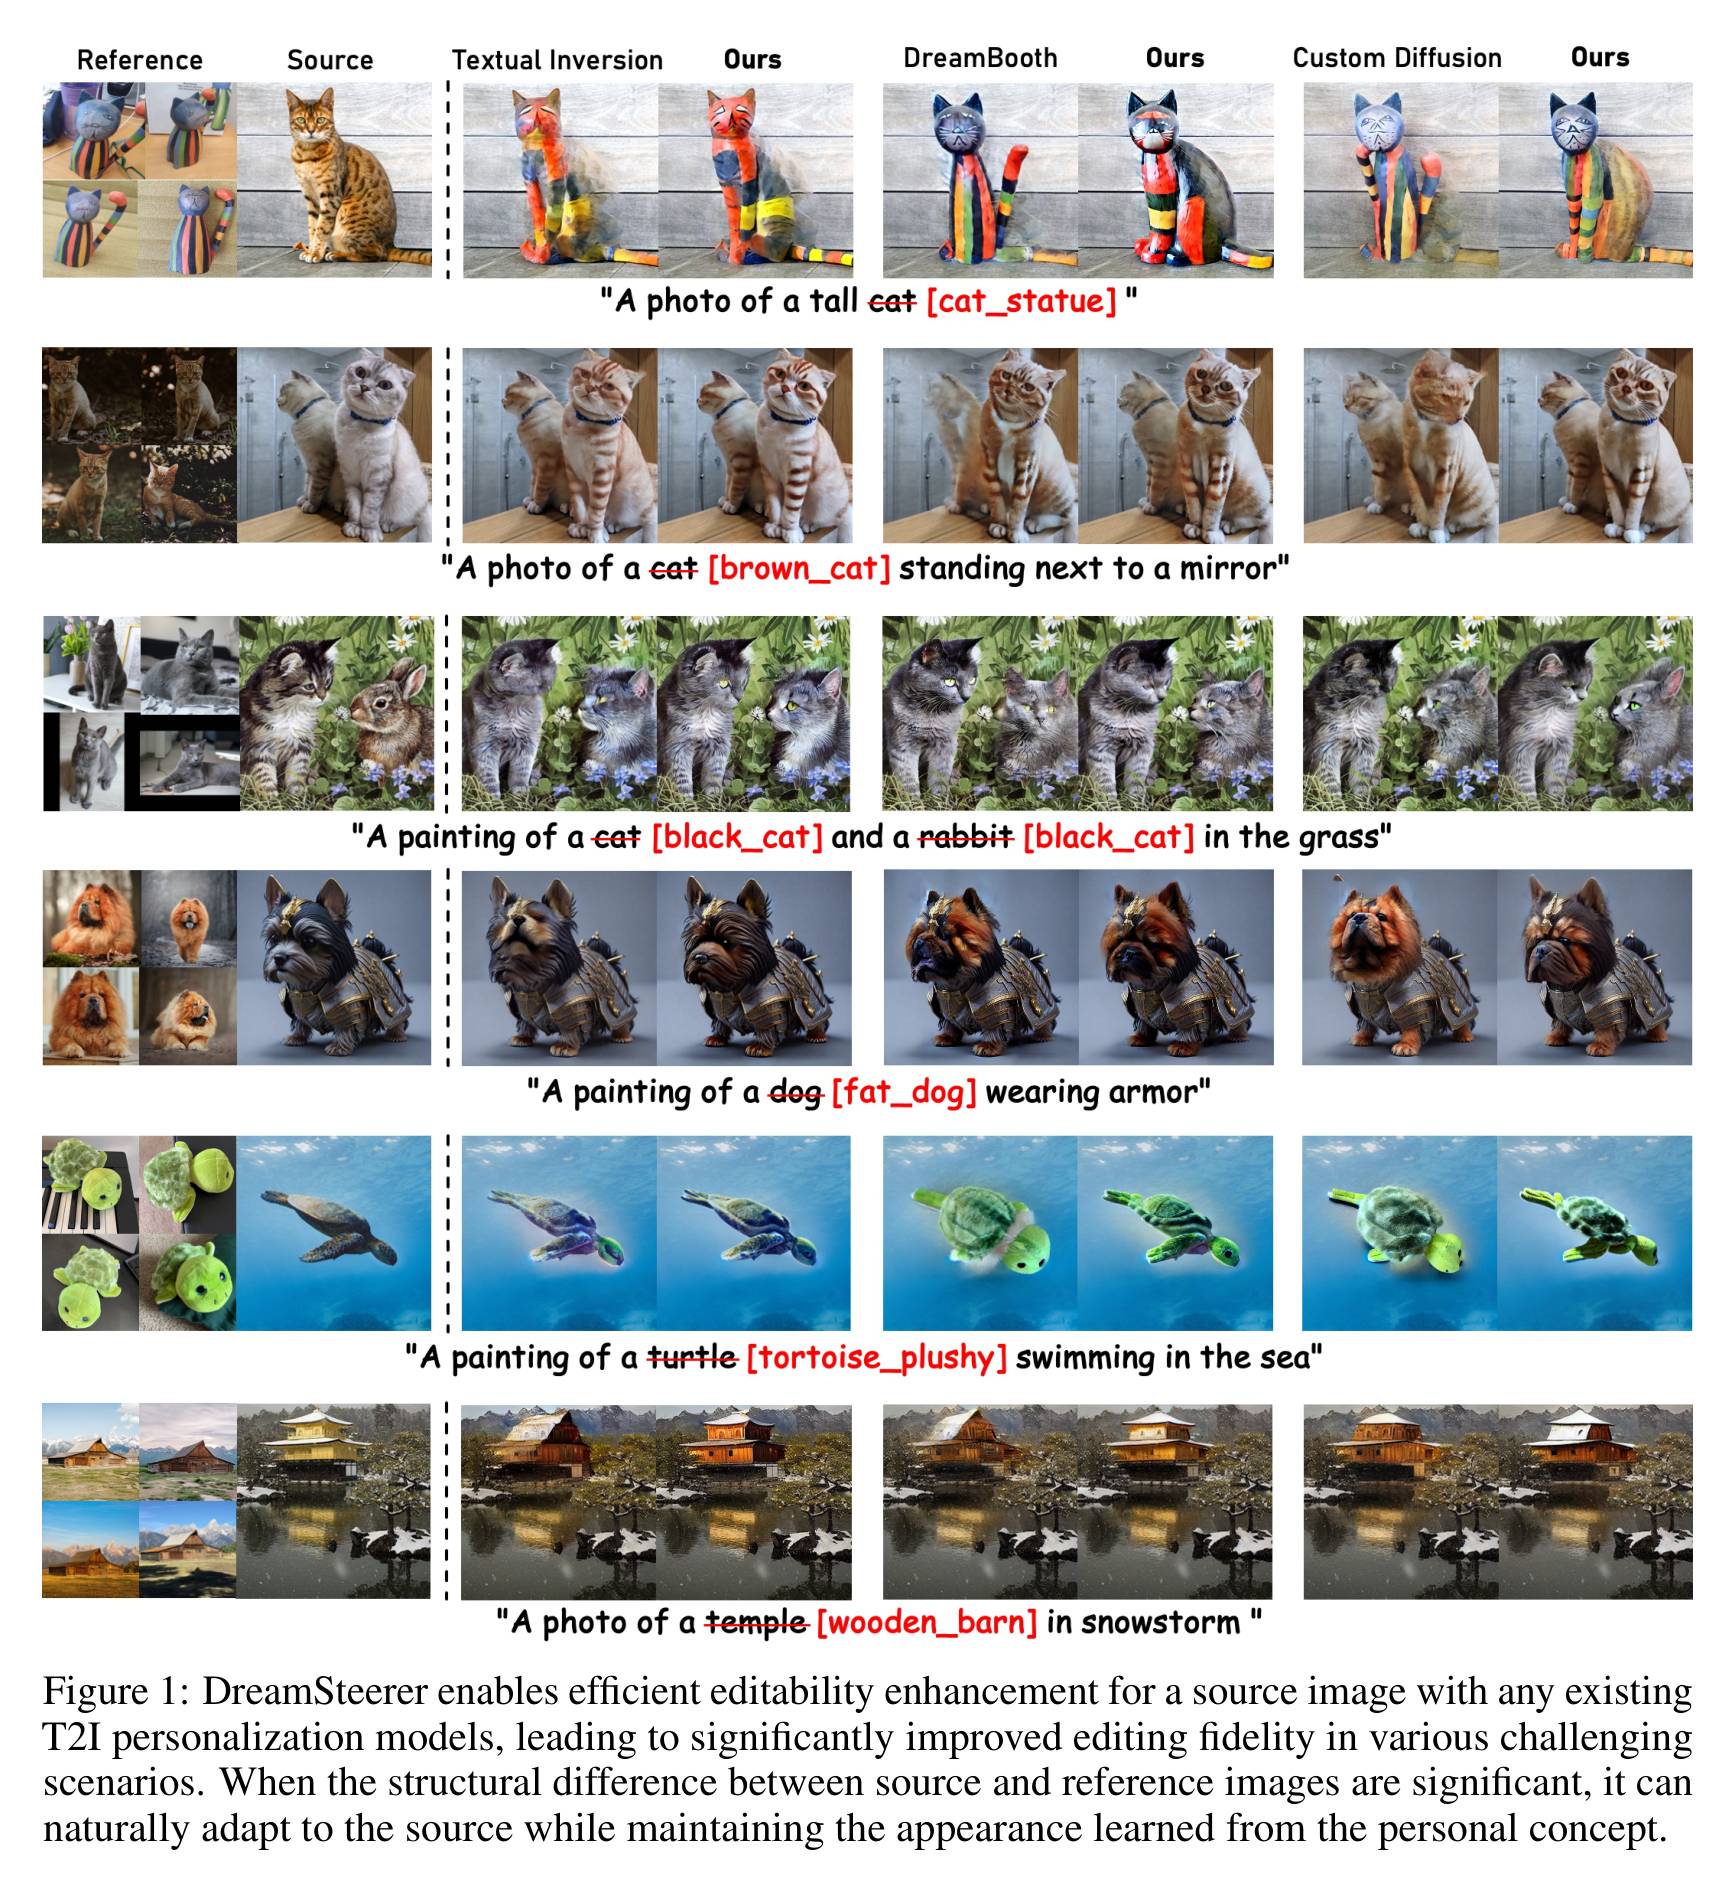 Reference Source Textual Inversion Ours DreamBooth Ours Custom Diffusion Ours
"A photo of a tall cat [cat_statue] "
"A photo of a cat [brown_cat] standing next to a mirror"
"A painting of a cat [black_cat] and a rabbit [black_cat] in the grass"
"A painting of a dog [fat_dog] wearing armor"
"A painting of a turtle [tortoise_plushy] swimming in the sea"
"A photo of a temple [wooden_barn] in snowstorm "
Figure 1: DreamSteerer enables efficient editability enhancement for a source image with any existing
T2I personalization models, leading to significantly improved editing fidelity in various challenging
scenarios. When the structural difference between source and reference images are significant, it can
naturally adapt to the source while maintaining the appearance learned from the personal concept.